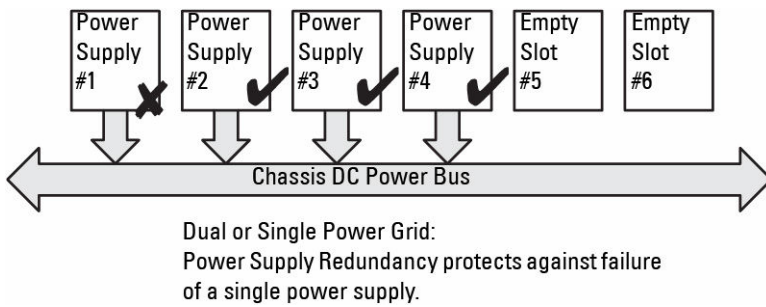 Power Supply #1
Power Supply #2
Power Supply #3
Power Supply #4
Empty Slot #5
Empty Slot #6
Chassis DC Power Bus
Dual or Single Power Grid:
Power Supply Redundancy protects against failure
of a single power supply.